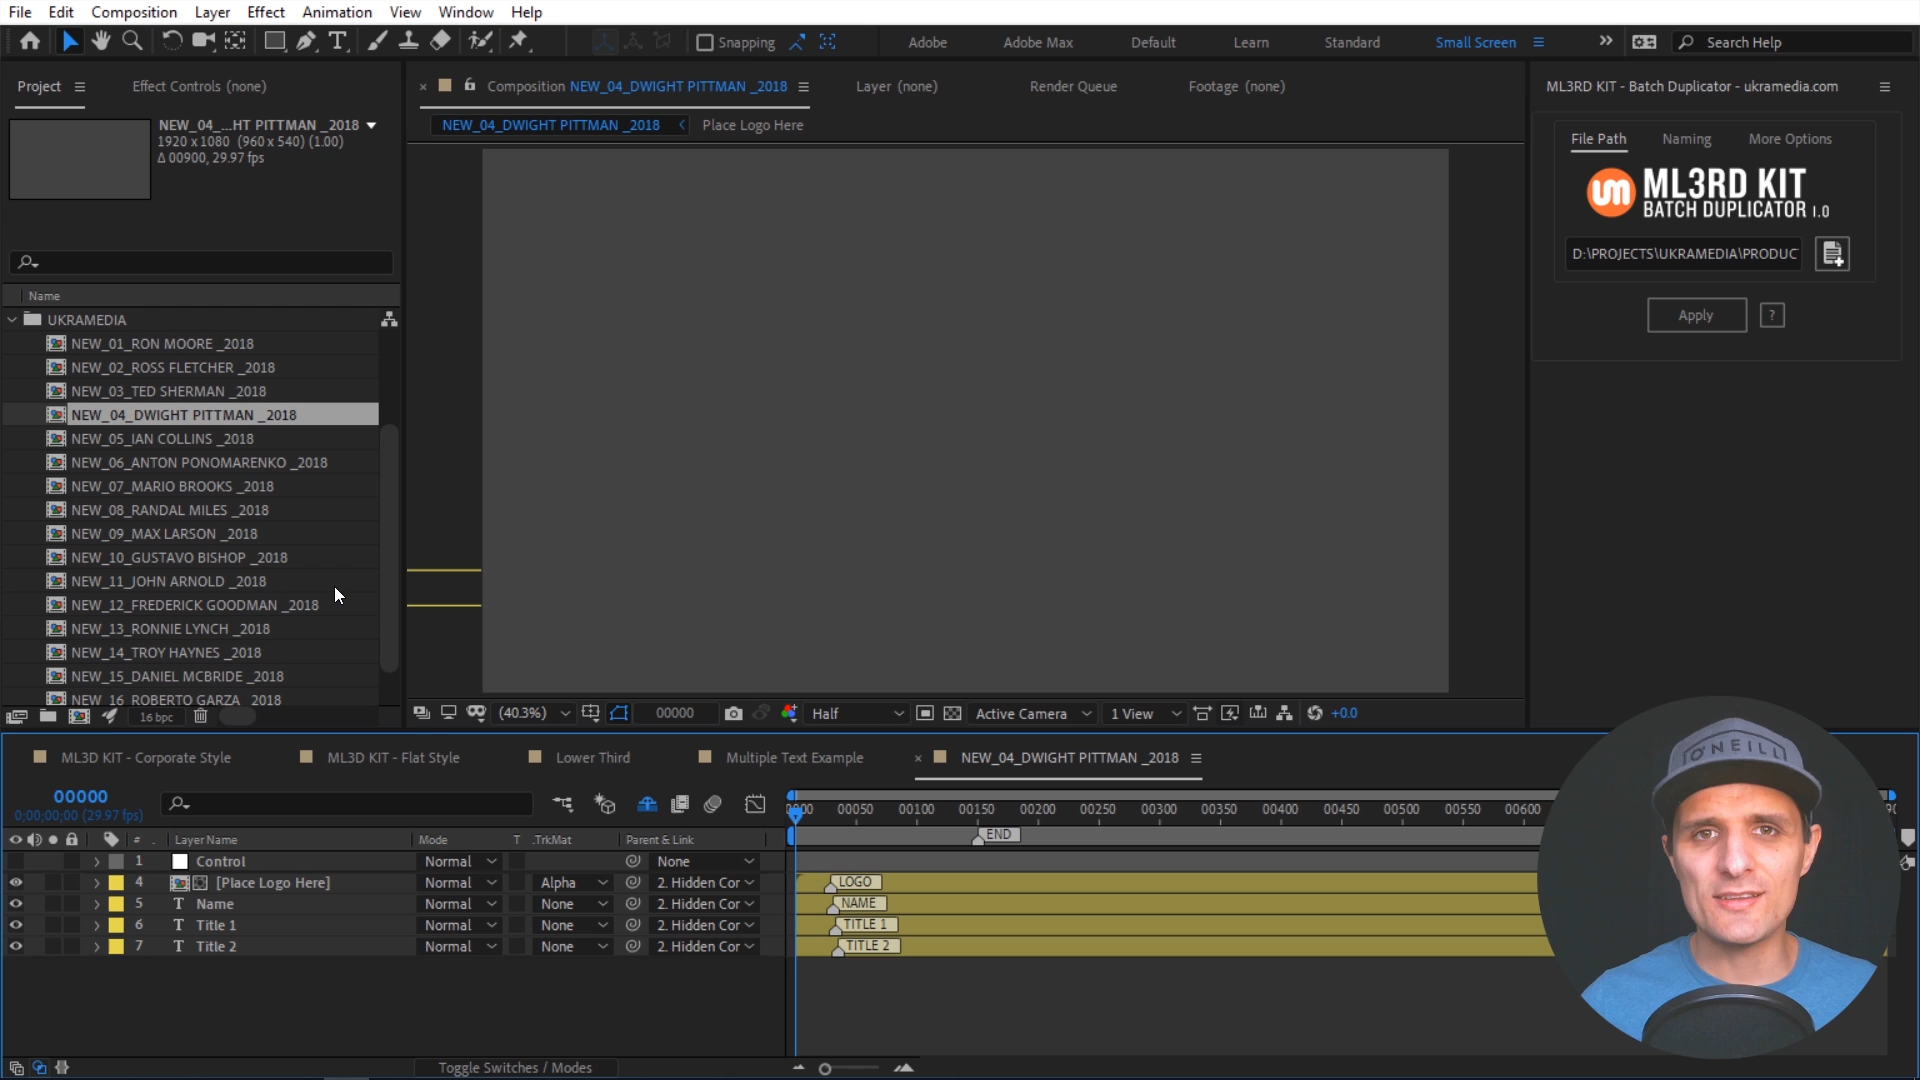 File Edit Composition Layer Effect Animation View Window Help
Snapping Adobe Adobe Max Default Learn Standard Small Screen Search Help
Project Effect Controls (none)
NEW_04_...HT PITTMAN _2018
1920 x 1080 (960 x 540) (1.00)
Δ 00900, 29.97 fps
Name
UKRAMEDIA
NEW_01_RON MOORE _2018
NEW_02_ROSS FLETCHER _2018
NEW_03_TED SHERMAN _2018
NEW_04_DWIGHT PITTMAN _2018
NEW_05_IAN COLLINS _2018
NEW_06_ANTON PONOMARENKO _2018
NEW_07_MARIO BROOKS _2018
NEW_08_RANDAL MILES _2018
NEW_09_MAX LARSON _2018
NEW_10_GUSTAVO BISHOP _2018
NEW_11_JOHN ARNOLD _2018
NEW_12_FREDERICK GOODMAN _2018
NEW_13_RONNIE LYNCH _2018
NEW_14_TROY HAYNES _2018
NEW_15_DANIEL MCBRIDE _2018
NEW_16_ROBERTO GARZA _2018
16 bpc
Composition NEW_04_DWIGHT PITTMAN _2018 Layer (none) Render Queue Footage (none)
NEW_04_DWIGHT PITTMAN _2018 Place Logo Here
(40.3%) 00000 Half Active Camera 1 View +0.0
ML3RD KIT - Batch Duplicator - ukramedia.com
File Path Naming More Options
um ML3RD KIT
BATCH DUPLICATOR 1.0
D:\PROJECTS\UKRAMEDIA\PRODUC
Apply ?
ML3D KIT - Corporate Style ML3D KIT - Flat Style Lower Third Multiple Text Example × NEW_04_DWIGHT PITTMAN _2018
00000
0;00;00;00 (29.97 fps)
00050 00100 00150 00200 00250 00300 00350 00400 00450 00500 00550 00600
END
# Layer Name Mode T .TrkMat Parent & Link
1 Control Normal None
4 [Place Logo Here] Normal Alpha 2. Hidden Cor LOGO
5 T Name Normal None 2. Hidden Cor NAME
6 T Title 1 Normal None 2. Hidden Cor TITLE 1
7 T Title 2 Normal None 2. Hidden Cor TITLE 2
Toggle Switches / Modes
O'NEILL